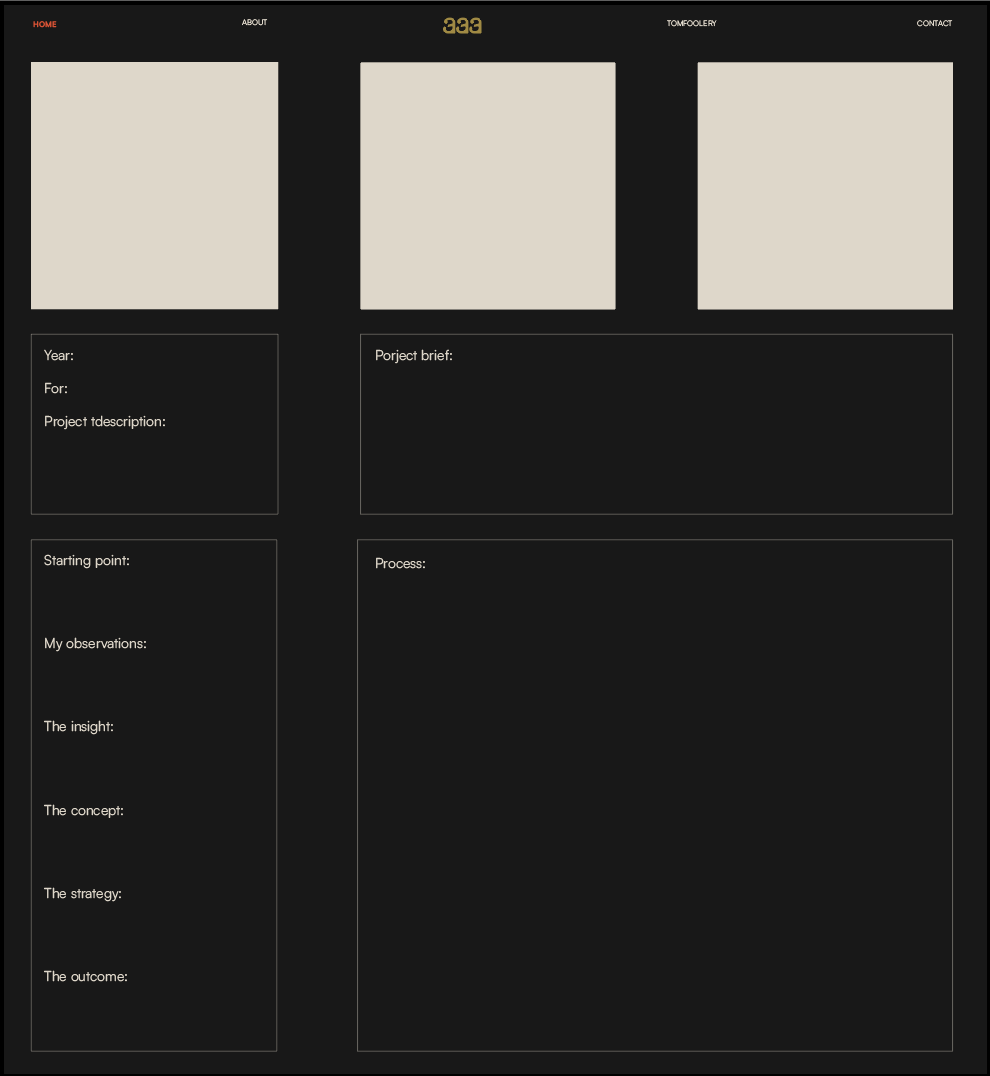 HOME
ABOUT
aaa
TOMFOOLERY
CONTACT
Year:
For:
Project tdescription:
Porject brief:
Starting point:
My observations:
The insight:
The concept:
The strategy:
The outcome:
Process: